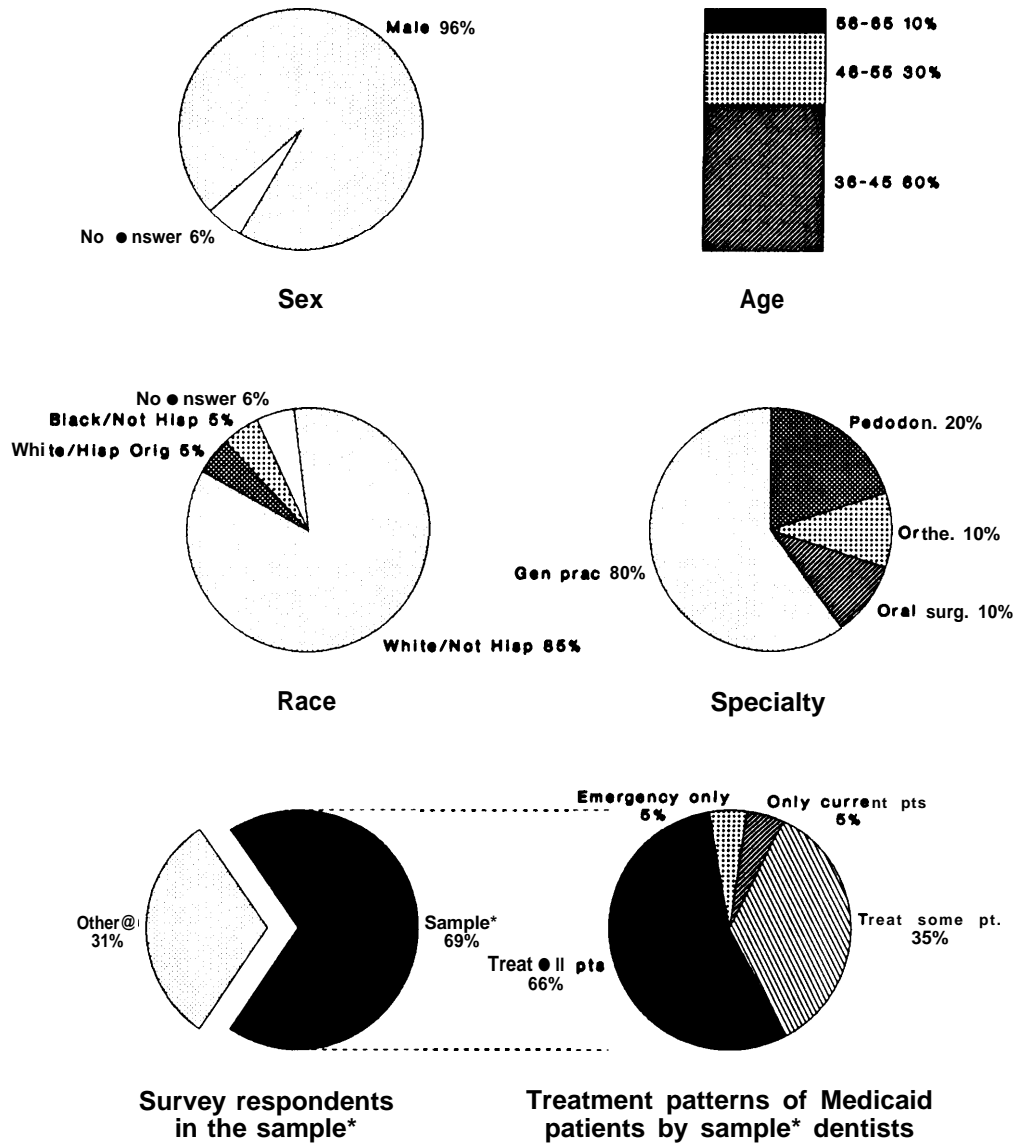 Male 96%
No ●nswer 6%
Sex
56-65 10%
46-55 30%
36-45 60%
Age
No ●nswer 6%
Black/Not Hisp 5%
White/Hisp Orig 5%
White/Not Hisp 85%
Race
Pedodon. 20%
Orthe. 10%
Oral surg. 10%
Gen prac 80%
Specialty
Other@
31%
Sample*
69%
Survey respondents
in the sample*
Emergency only
5%
Only current pts
5%
Treat some pt.
35%
Treat ●ll pts
66%
Treatment patterns of Medicaid
patients by sample* dentists